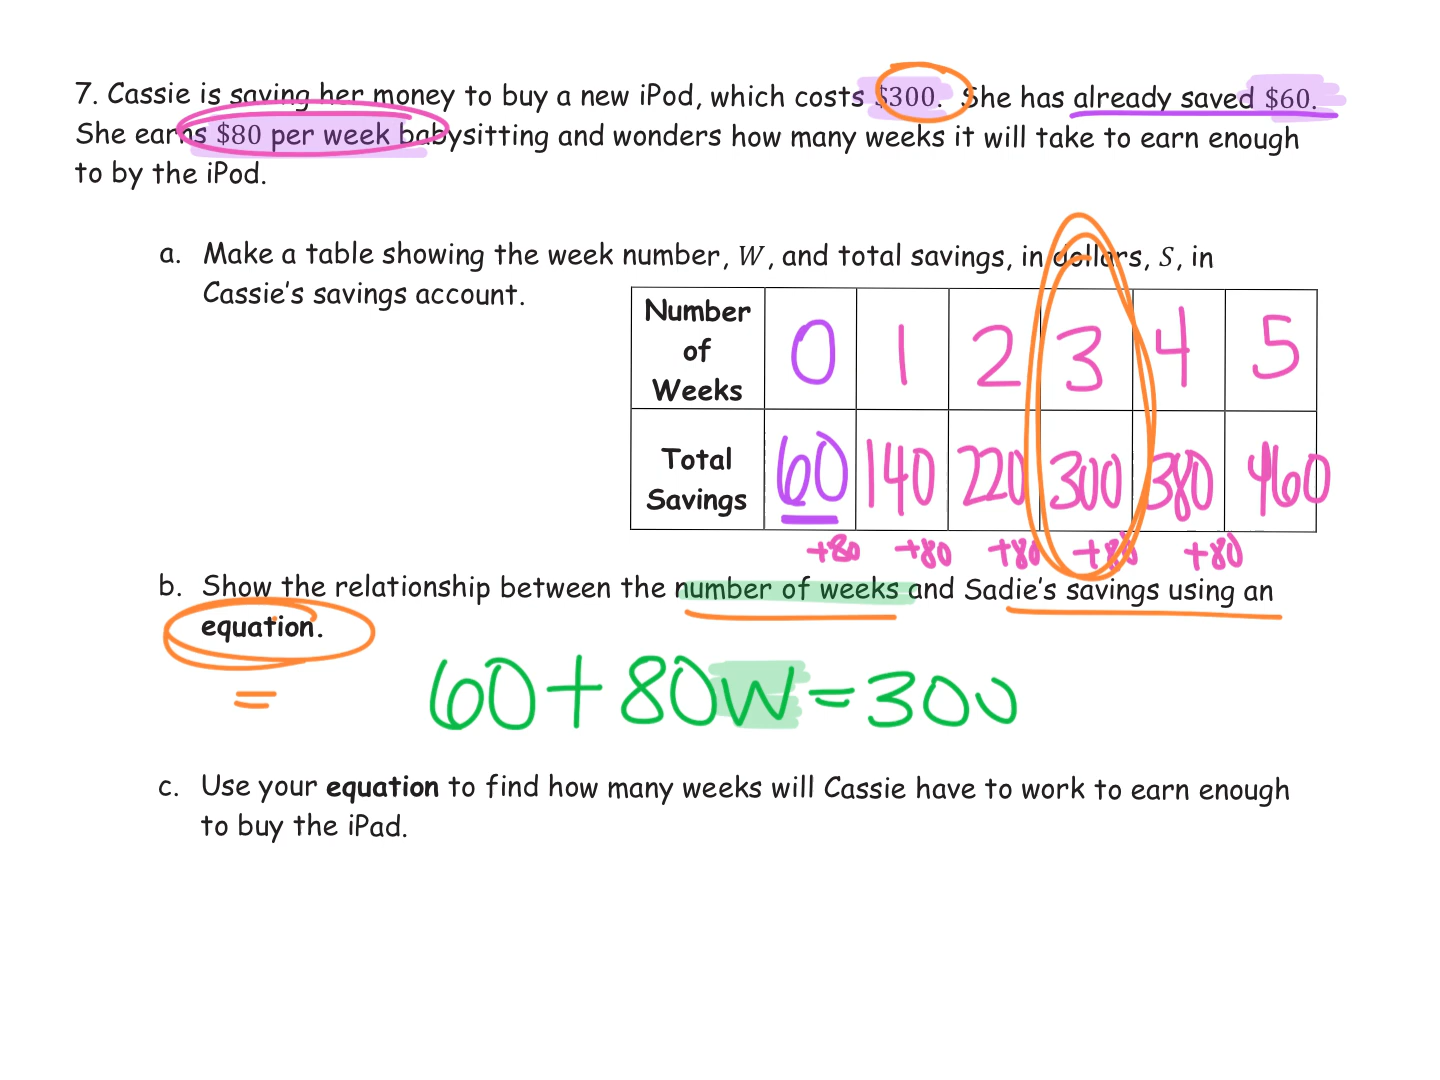 7. Cassie is saving her money to buy a new iPod, which costs $300. She has already saved $60.
She earns $80 per week babysitting and wonders how many weeks it will take to earn enough
to by the iPod.
a. Make a table showing the week number, W, and total savings, in dollars, S, in
Cassie's savings account.
Number of Weeks 0 1 2 3 4 5
Total Savings 60 140 220 300 380 460
+80 +80 +80 +80 +80
b. Show the relationship between the number of weeks and Sadie's savings using an
equation.
= 60+80W=300
c. Use your equation to find how many weeks will Cassie have to work to earn enough
to buy the iPad.